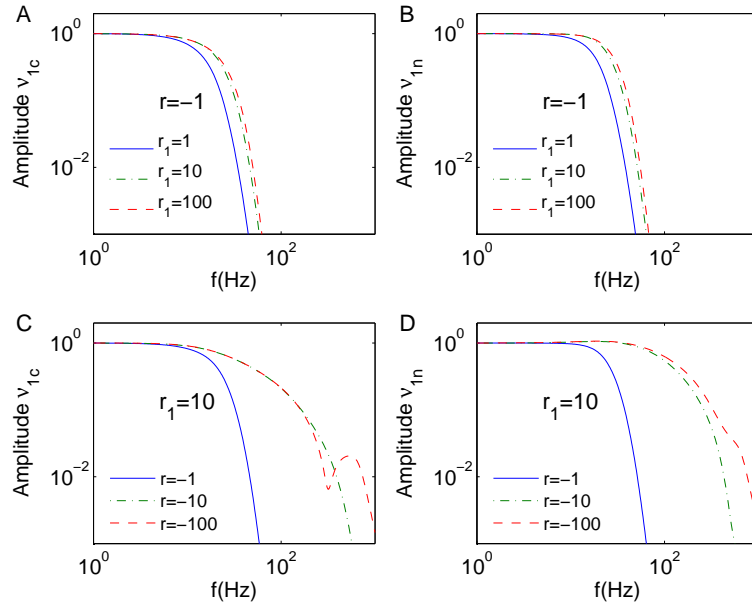 A
Amplitude ν1c
10^0
10^−2
r=−1
r1=1
r1=10
r1=100
10^0
10^2
f(Hz)
B
Amplitude ν1n
10^0
10^−2
r=−1
r1=1
r1=10
r1=100
10^0
10^2
f(Hz)
C
Amplitude ν1c
10^0
10^−2
r1=10
r=−1
r=−10
r=−100
10^0
10^2
f(Hz)
D
Amplitude ν1n
10^0
10^−2
r1=10
r=−1
r=−10
r=−100
10^0
10^2
f(Hz)